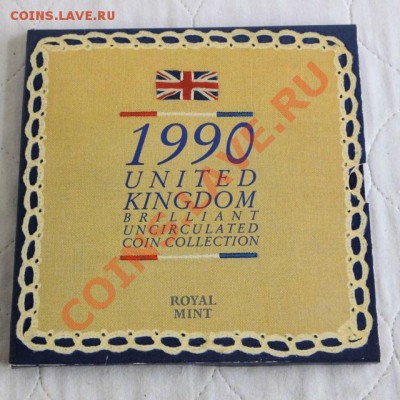 COINS.LAVE.RU
1990
UNITED
KINGDOM
BRILLIANT
UNCIRCULATED
COIN COLLECTION
ROYAL
MINT
COINS.LAVE.RU